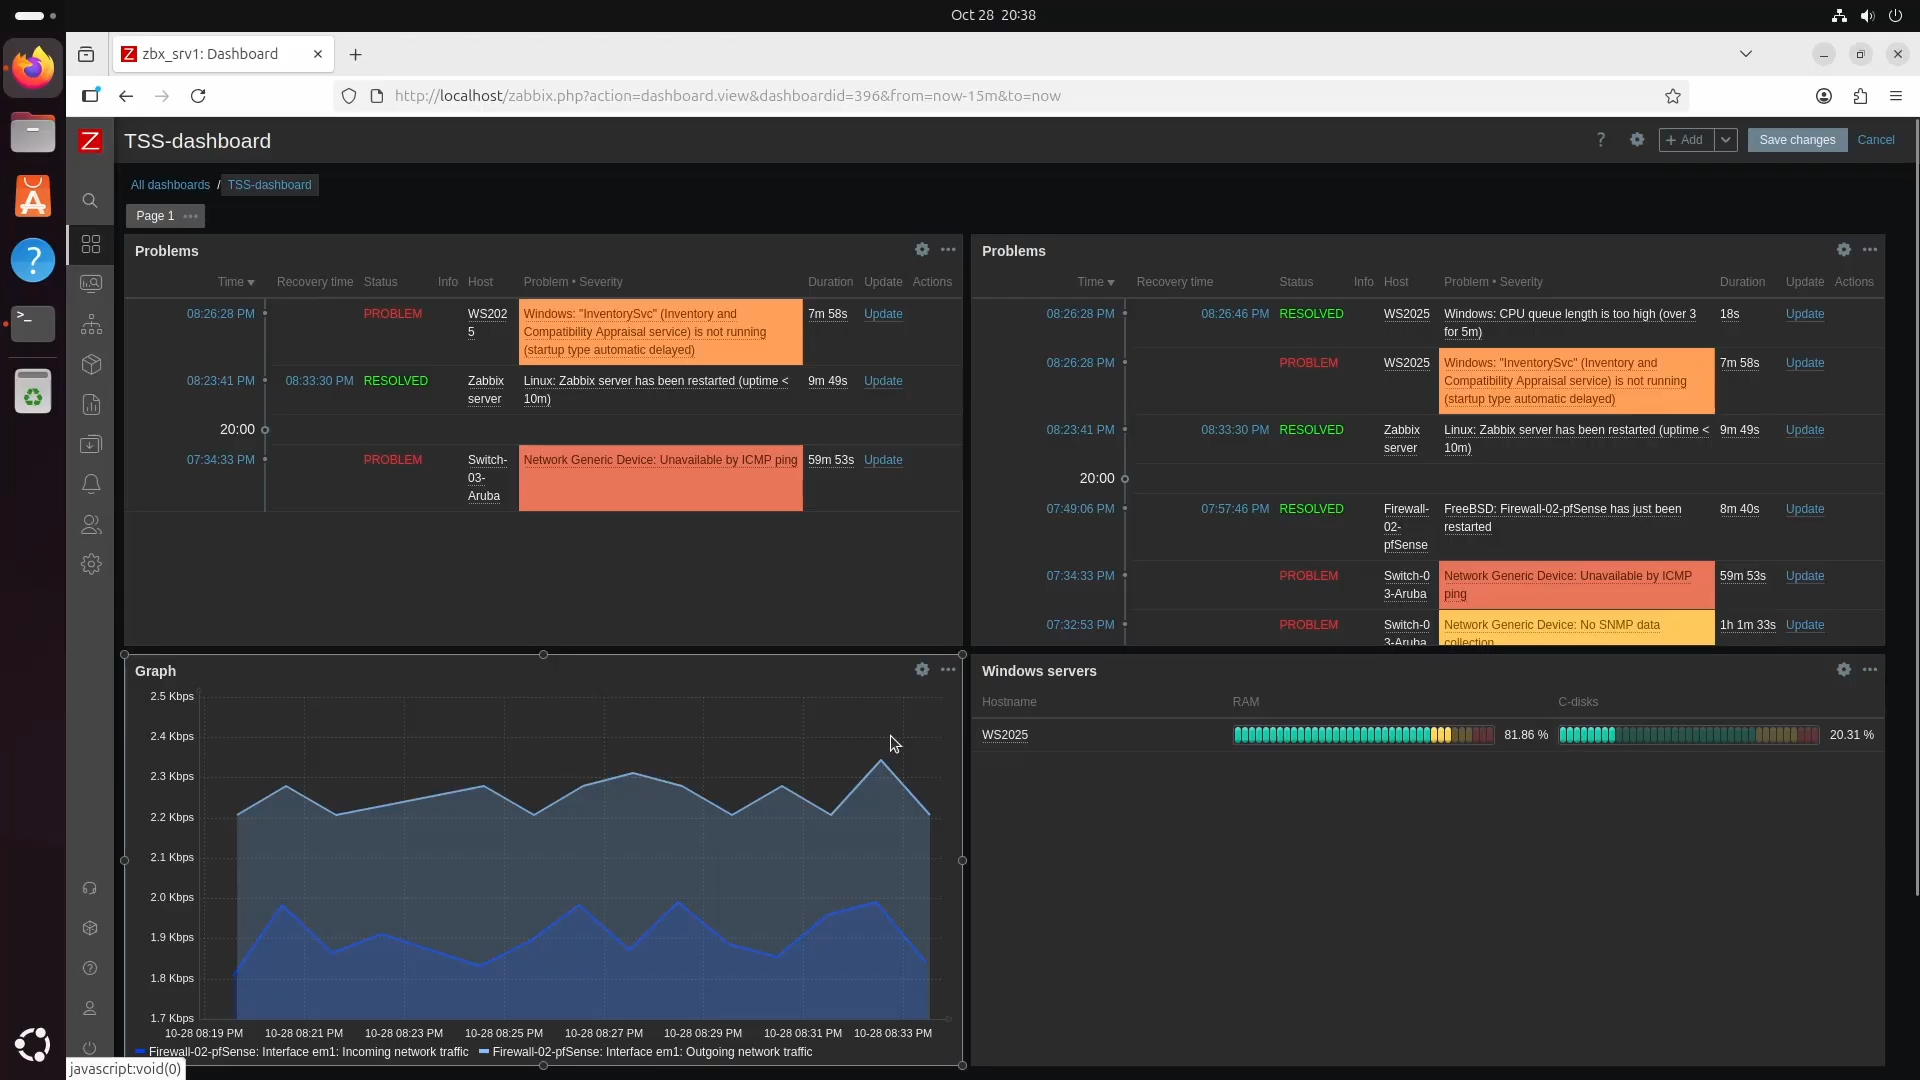 Oct 28 20:38
Z zbx_srv1: Dashboard
http://localhost/zabbix.php?action=dashboard.view&dashboardid=396&from=now-15m&to=now
Z
TSS-dashboard
?
+ Add
Save changes
Cancel
All dashboards / TSS-dashboard
Page 1
Problems
Time Recovery time Status Info Host Problem • Severity Duration Update Actions
08:26:28 PM PROBLEM WS202
5 Windows: "InventorySvc" (Inventory and
Compatibility Appraisal service) is not running
(startup type automatic delayed) 7m 58s Update
08:23:41 PM 08:33:30 PM RESOLVED Zabbix
server Linux: Zabbix server has been restarted (uptime <
10m) 9m 49s Update
20:00
07:34:33 PM PROBLEM Switch-
03-
Aruba Network Generic Device: Unavailable by ICMP ping 59m 53s Update
Problems
Time Recovery time Status Info Host Problem • Severity Duration Update Actions
08:26:28 PM 08:26:46 PM RESOLVED WS2025 Windows: CPU queue length is too high (over 3
for 5m) 18s Update
08:26:28 PM PROBLEM WS2025 Windows: "InventorySvc" (Inventory and
Compatibility Appraisal service) is not running
(startup type automatic delayed) 7m 58s Update
08:23:41 PM 08:33:30 PM RESOLVED Zabbix
server Linux: Zabbix server has been restarted (uptime <
10m) 9m 49s Update
20:00
07:49:06 PM 07:57:46 PM RESOLVED Firewall-
02-
pfSense FreeBSD: Firewall-02-pfSense has just been
restarted 8m 40s Update
07:34:33 PM PROBLEM Switch-0
3-Aruba Network Generic Device: Unavailable by ICMP
ping 59m 53s Update
07:32:53 PM PROBLEM Switch-0
3-Aruba Network Generic Device: No SNMP data
collection 1h 1m 33s Update
Graph
2.5 Kbps
2.4 Kbps
2.3 Kbps
2.2 Kbps
2.1 Kbps
2.0 Kbps
1.9 Kbps
1.8 Kbps
1.7 Kbps
10-28 08:19 PM 10-28 08:21 PM 10-28 08:23 PM 10-28 08:25 PM 10-28 08:27 PM 10-28 08:29 PM 10-28 08:31 PM 10-28 08:33 PM
Firewall-02-pfSense: Interface em1: Incoming network traffic Firewall-02-pfSense: Interface em1: Outgoing network traffic
Windows servers
Hostname RAM C-disks
WS2025 81.86 % 20.31 %
javascript:void(0)